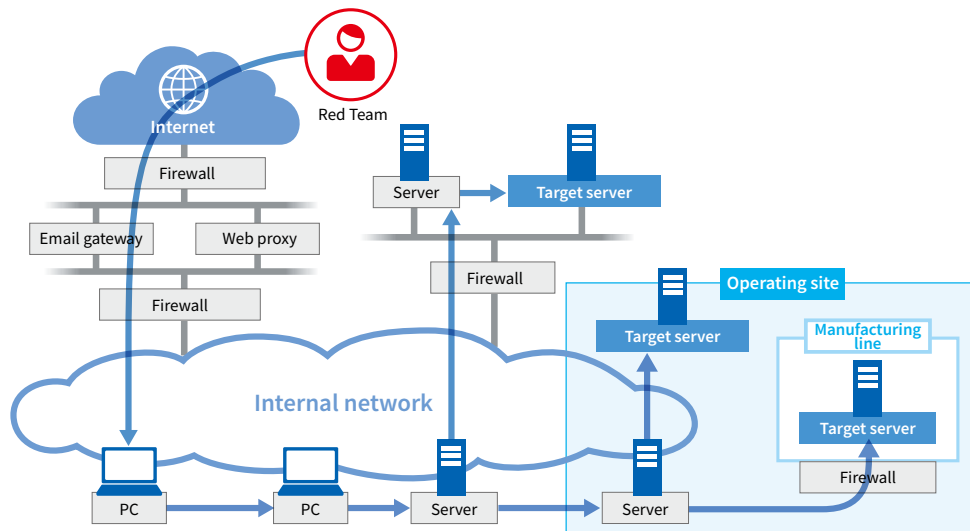 Red Team
Internet
Firewall
Email gateway
Web proxy
Firewall
Server
Target server
Firewall
Operating site
Target server
Manufacturing
line
Target server
Firewall
Internal network
PC
PC
Server
Server